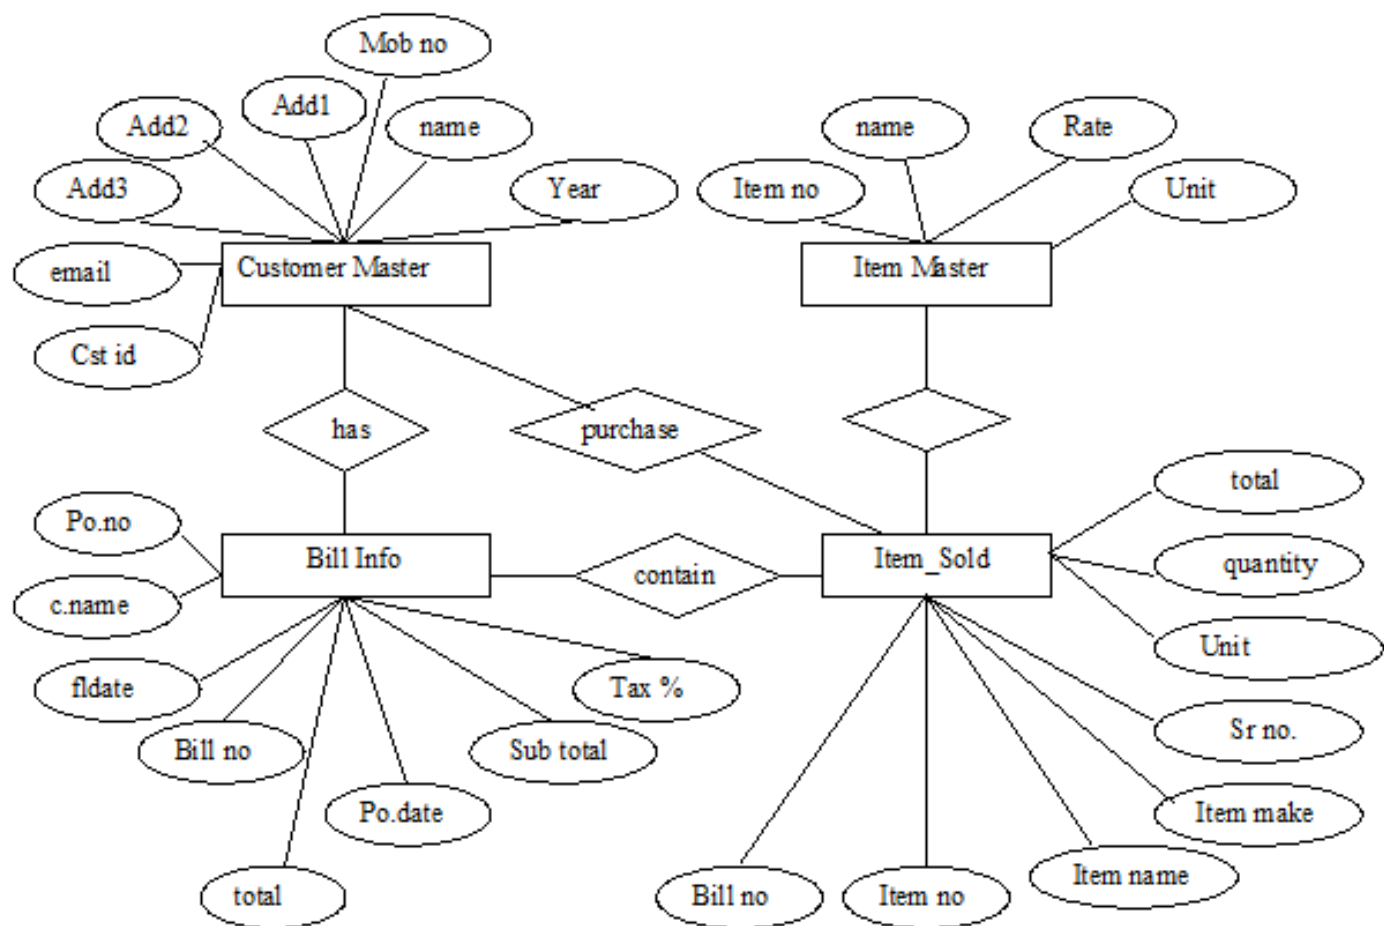 Mob no
Add1
name
Add2
Add3
Year
email
Customer Master
Cst id
name
Rate
Item no
Unit
Item Master
has
purchase
total
Po.no
Bill Info
contain
Item_Sold
quantity
c.name
Unit
fldate
Tax %
Bill no
Sub total
Sr no.
Po.date
Item make
total
Bill no
Item no
Item name